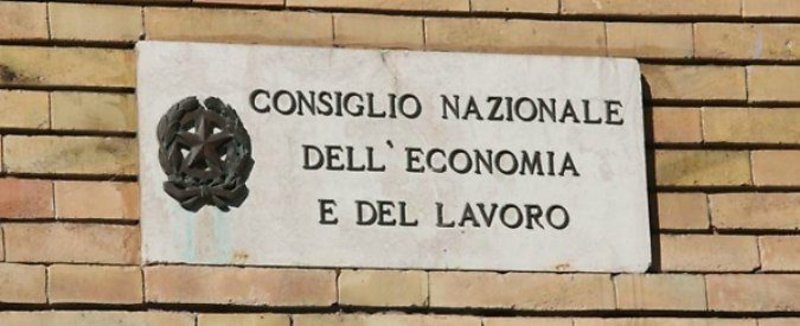 CONSIGLIO NAZIONALE
DELL'ECONOMIA
E DEL LAVORO